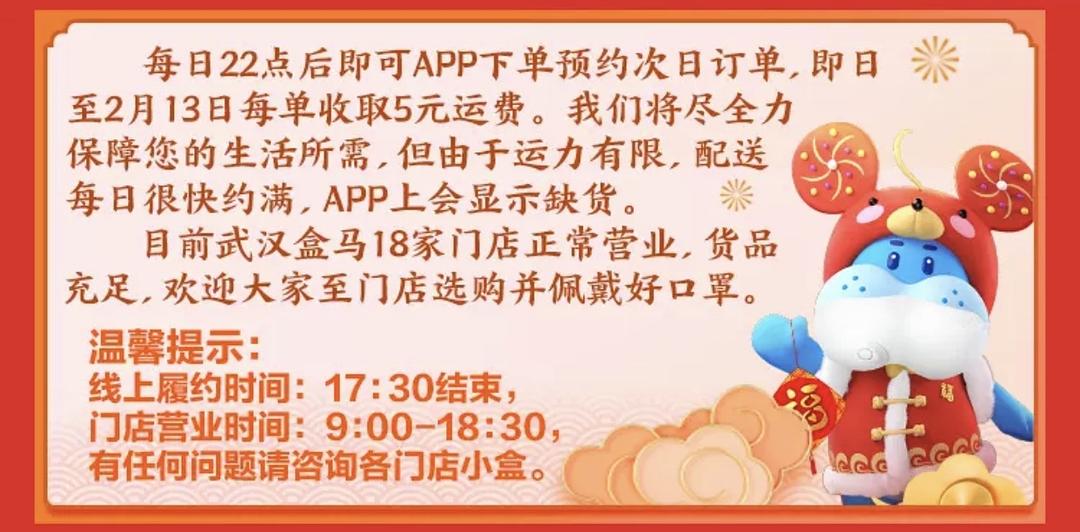 每日22点后即可APP下单预约次日订单,即日
至2月13日每单收取5元运费。我们将尽全力
保障您的生活所需,但由于运力有限,配送
每日很快约满,APP上会显示缺货。
目前武汉盒马18家门店正常营业,货品
充足,欢迎大家至门店选购并佩戴好口罩。
温馨提示：
线上履约时间：17:30结束，
门店营业时间：9:00-18:30，
有任何问题请咨询各门店小盒。
福